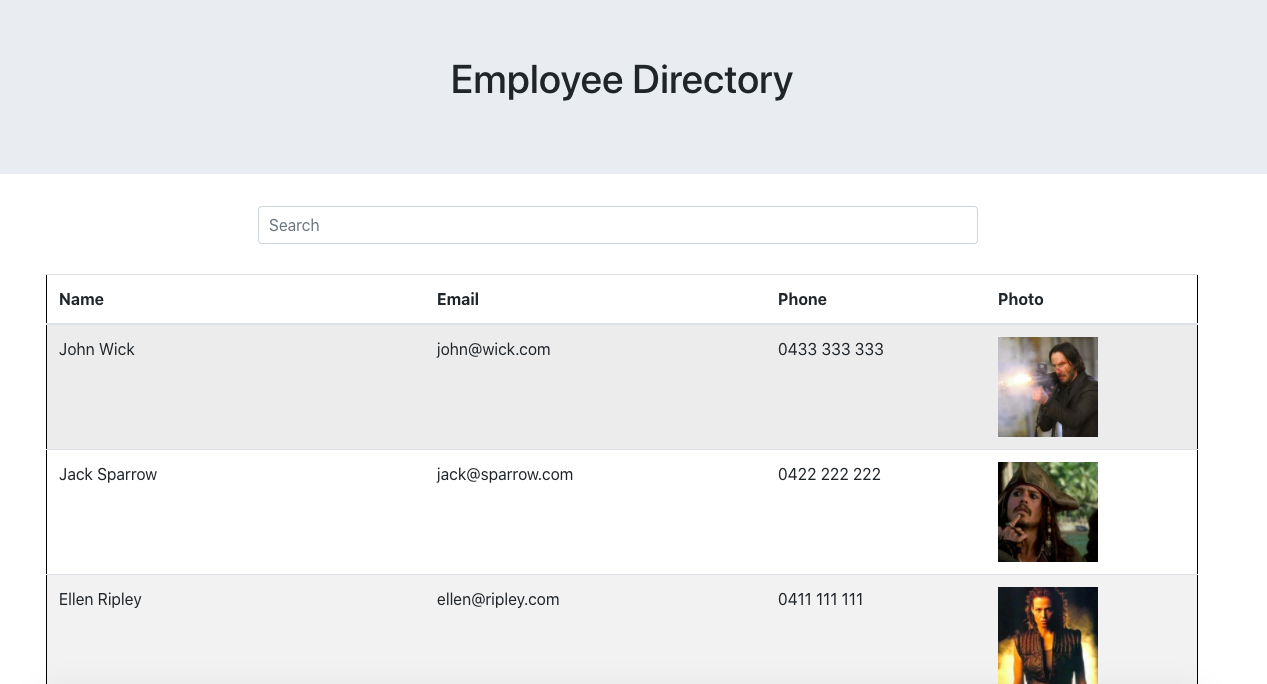 Employee Directory
Search
Name Email Phone Photo
John Wick john@wick.com 0433 333 333
Jack Sparrow jack@sparrow.com 0422 222 222
Ellen Ripley ellen@ripley.com 0411 111 111